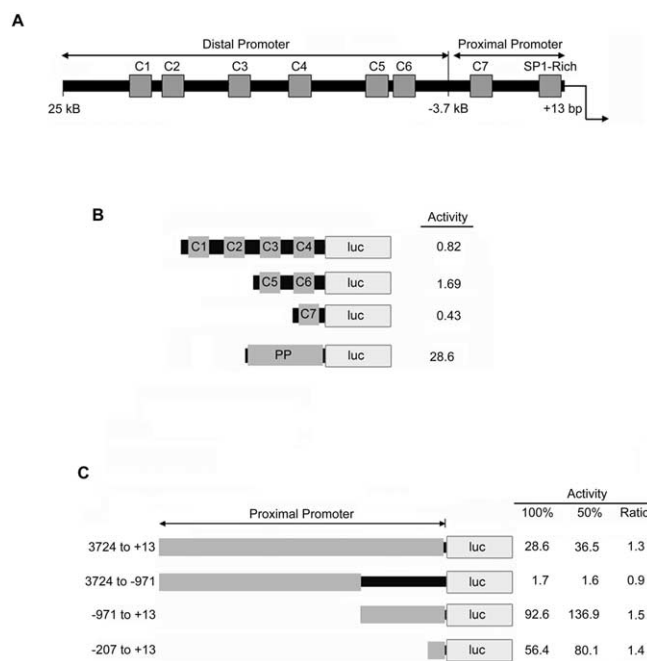 A
Distal Promoter Proximal Promoter
C1 C2 C3 C4 C5 C6 C7 SP1-Rich
25 kB -3.7 kB +13 bp
B
Activity
C1 C2 C3 C4 luc 0.82
C5 C6 luc 1.69
C7 luc 0.43
PP luc 28.6
C
Activity
Proximal Promoter 100% 50% Ratio
3724 to +13 luc 28.6 36.5 1.3
3724 to -971 luc 1.7 1.6 0.9
-971 to +13 luc 92.6 136.9 1.5
-207 to +13 luc 56.4 80.1 1.4